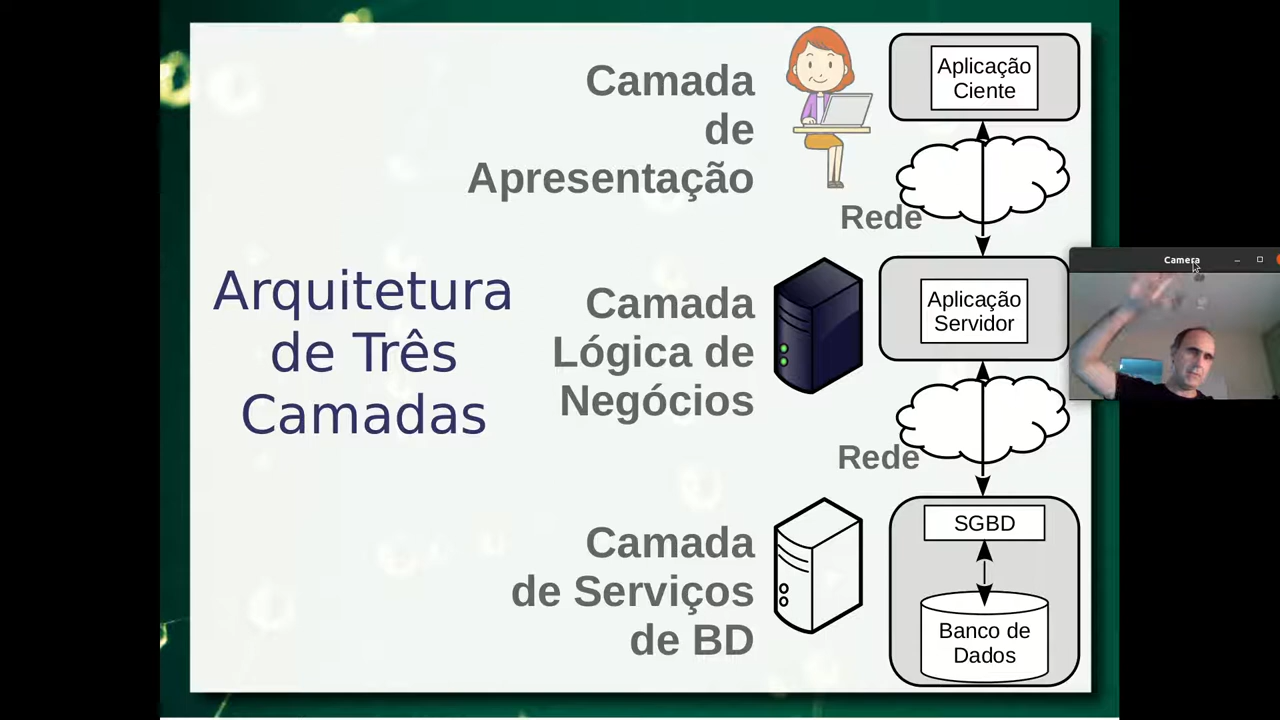 Arquitetura
de Três
Camadas
Camada
de
Apresentação
Aplicação
Ciente
Rede
Camada
Lógica de
Negócios
Aplicação
Servidor
Camera
Rede
Camada
de Serviços
de BD
SGBD
Banco de
Dados